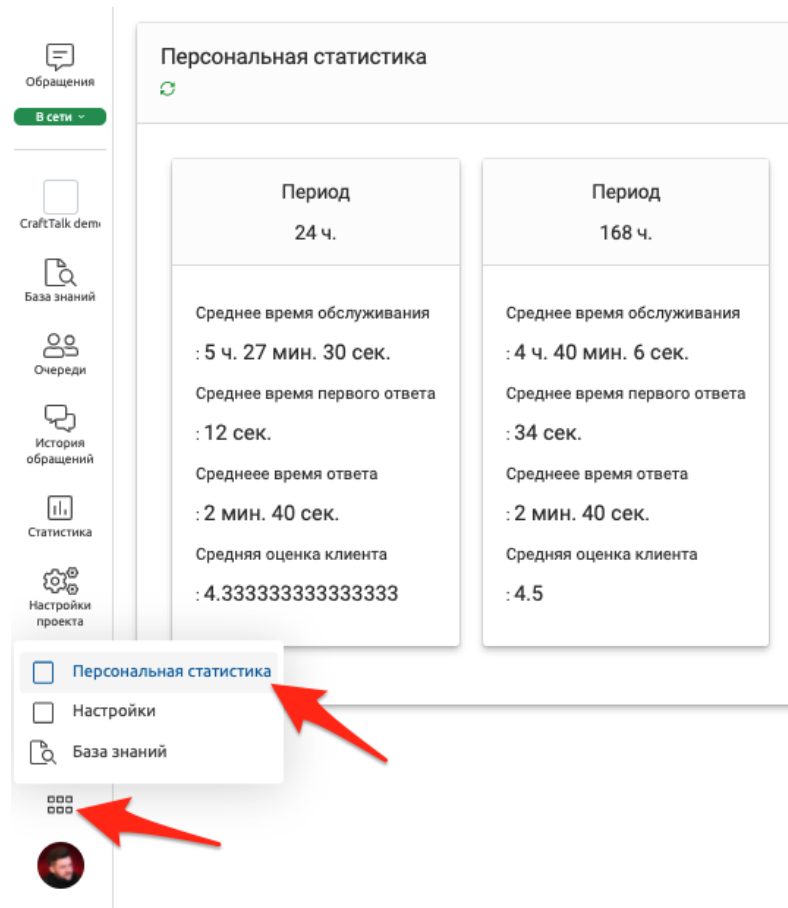 Обращения
В сети
CraftTalk dem
База знаний
Очереди
История
обращений
Статистика
Настройки
проекта
Персональная статистика
Настройки
База знаний
Персональная статистика
Период
24 ч.
Среднее время обслуживания
: 5 ч. 27 мин. 30 сек.
Среднее время первого ответа
: 12 сек.
Среднеее время ответа
: 2 мин. 40 сек.
Средняя оценка клиента
: 4.333333333333333
Период
168 ч.
Среднее время обслуживания
: 4 ч. 40 мин. 6 сек.
Среднее время первого ответа
: 34 сек.
Среднеее время ответа
: 2 мин. 40 сек.
Средняя оценка клиента
: 4.5